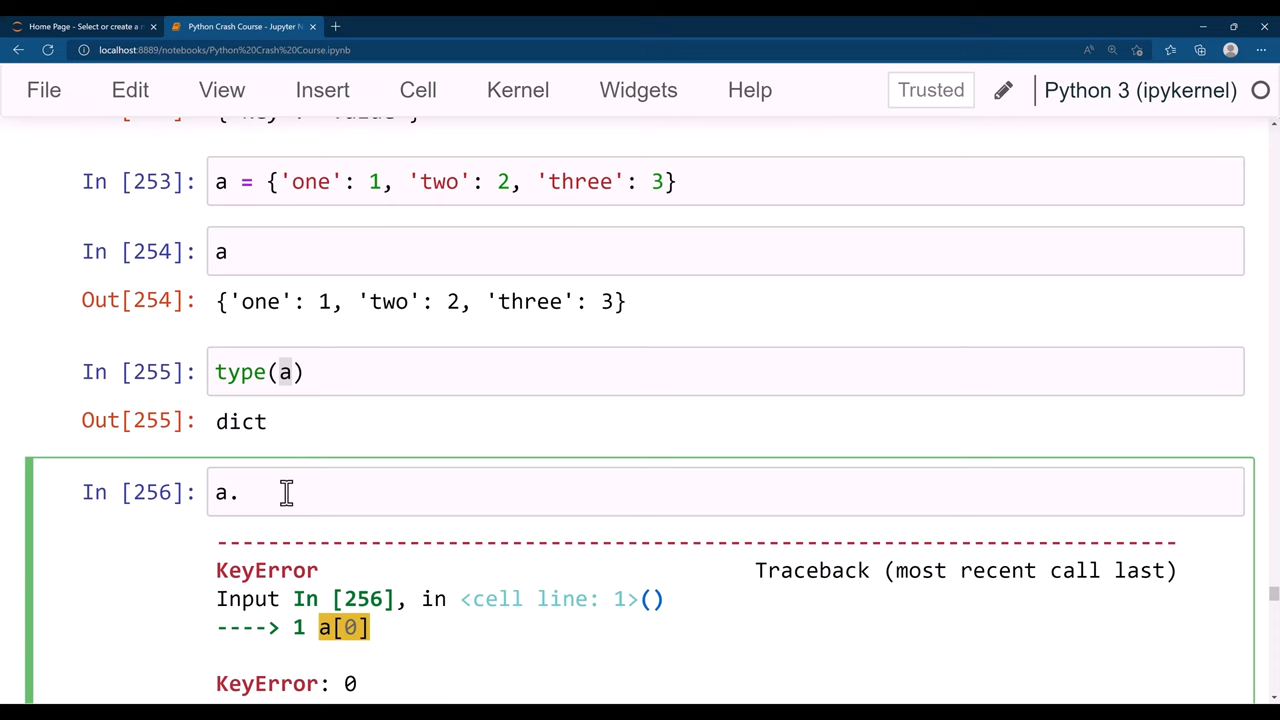 Home Page - Select or create a n
Python Crash Course - Jupyter N
localhost:8889/notebooks/Python%20Crash%20Course.ipynb
File Edit View Insert Cell Kernel Widgets Help Trusted Python 3 (ipykernel)
In [253]: a = {'one': 1, 'two': 2, 'three': 3}
In [254]: a
Out[254]: {'one': 1, 'two': 2, 'three': 3}
In [255]: type(a)
Out[255]: dict
In [256]: a.
---------------------------------------------------------------------------
KeyError Traceback (most recent call last)
Input In [256], in <cell line: 1>()
----> 1 a[0]
KeyError: 0